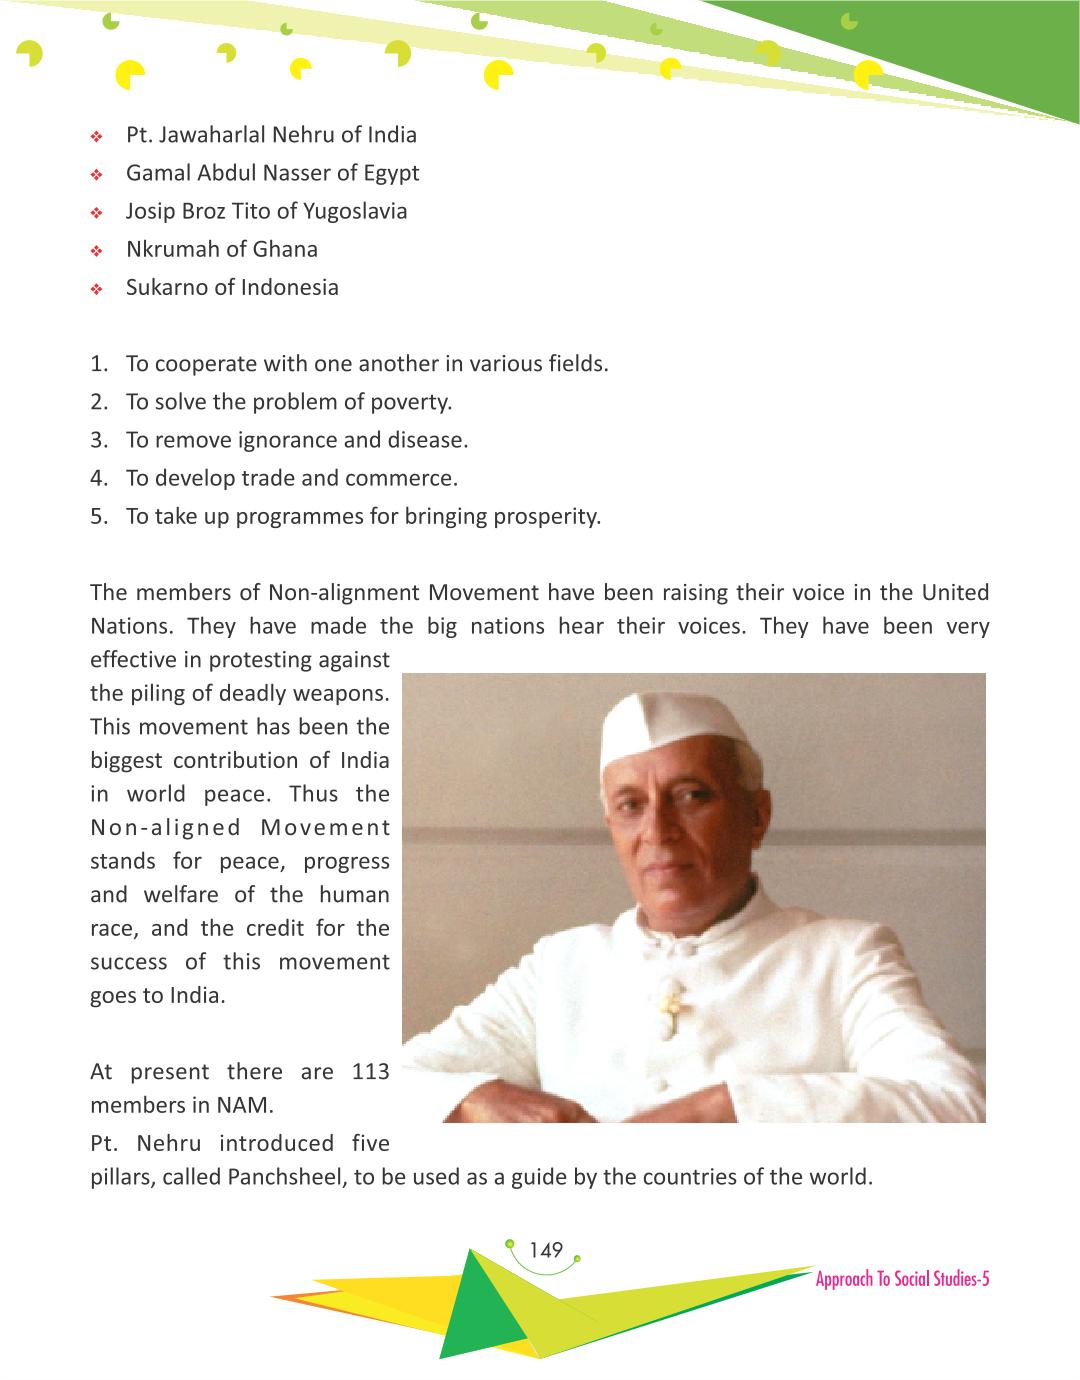 Pt. Jawaharlal Nehru of India
Gamal Abdul Nasser of Egypt
Josip Broz Tito of Yugoslavia
Nkrumah of Ghana
Sukarno of Indonesia
1. To cooperate with one another in various fields.
2. To solve the problem of poverty.
3. To remove ignorance and disease.
4. To develop trade and commerce.
5. To take up programmes for bringing prosperity.
The members of Non-alignment Movement have been raising their voice in the United
Nations. They have made the big nations hear their voices. They have been very
effective in protesting against
the piling of deadly weapons.
This movement has been the
biggest contribution of India
in world peace. Thus the
Non-aligned Movement
stands for peace, progress
and welfare of the human
race, and the credit for the
success of this movement
goes to India.
At present there are 113
members in NAM.
Pt. Nehru introduced five
pillars, called Panchsheel, to be used as a guide by the countries of the world.
149
Approach To Social Studies-5